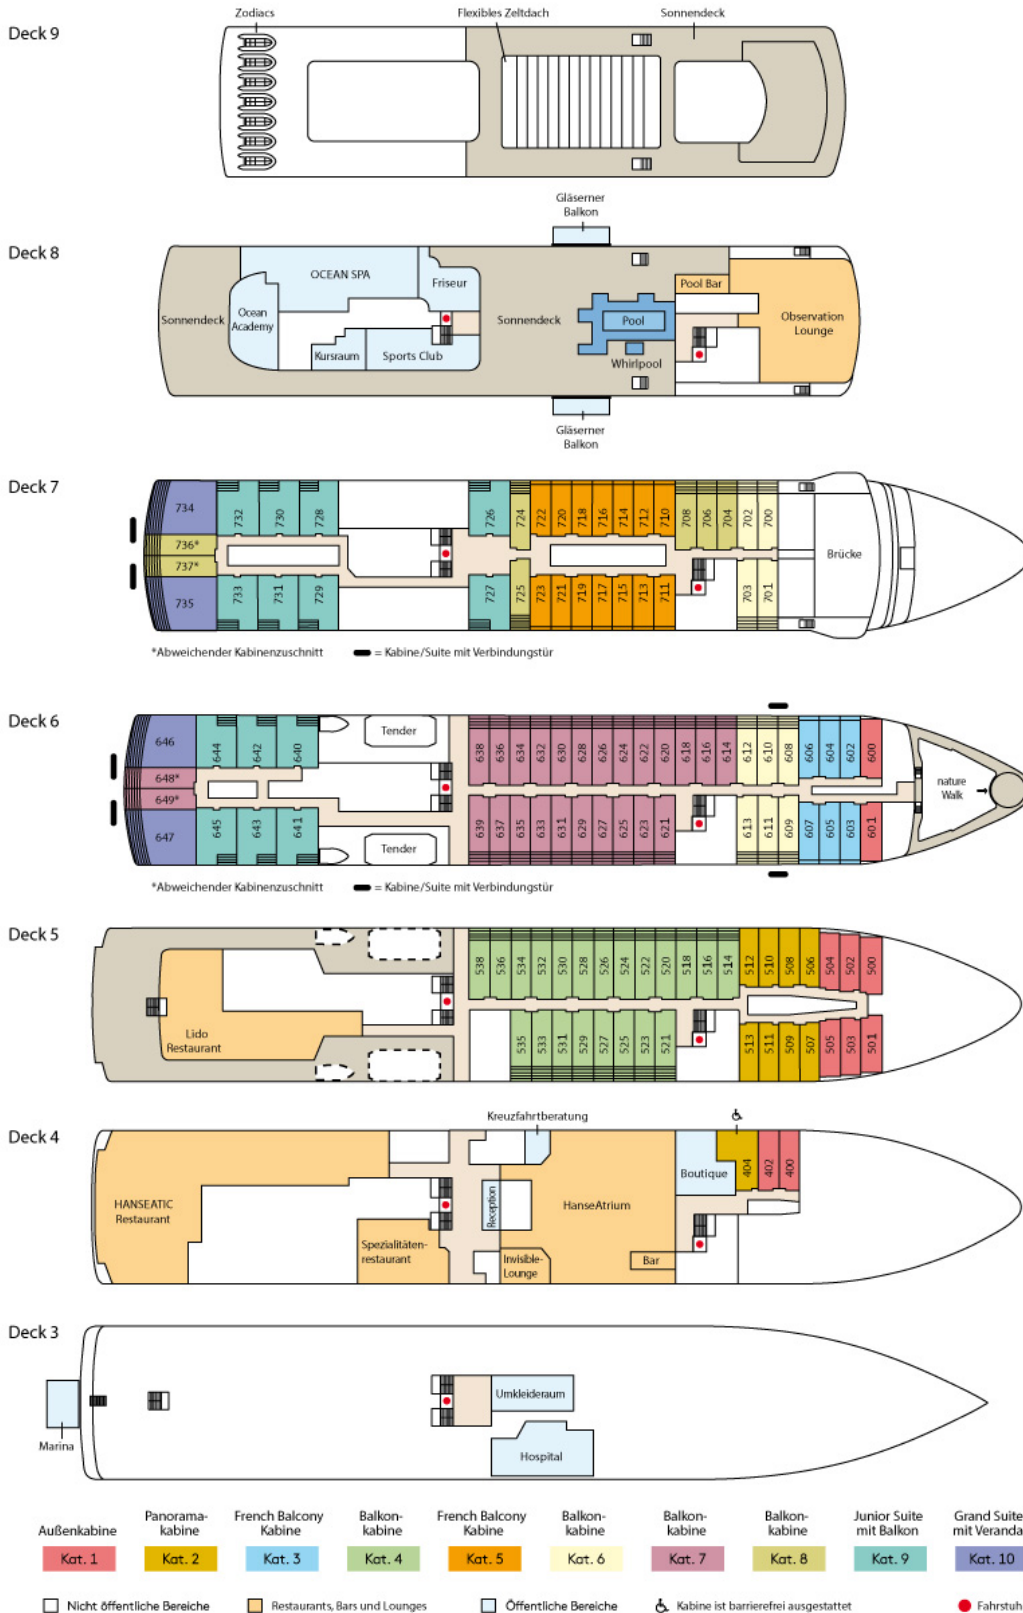 Zodiacs
Flexibles Zeltdach
Sonnendeck
Deck 9
Gläserner
Balkon
Deck 8
OCEAN SPA
Friseur
Pool Bar
Ocean
Academy
Sonnendeck
Sonnendeck
Pool
Observation
Lounge
Kursraum
Sports Club
Whirlpool
Gläserner
Balkon
Deck 7
734
732
730
728
726
724
722
720
718
716
714
712
710
708
706
704
702
700
736*
737*
Brücke
735
733
731
729
727
725
723
721
719
717
715
713
711
703
701
*Abweichender Kabinenzuschnitt
= Kabine/Suite mit Verbindungstür
Deck 6
646
644
642
640
Tender
638
636
634
632
630
628
626
624
622
620
618
616
614
612
610
608
606
604
602
600
648*
649*
nature
Walk
647
645
643
641
Tender
639
637
635
633
631
629
627
625
623
621
613
611
609
607
605
603
601
*Abweichender Kabinenzuschnitt
= Kabine/Suite mit Verbindungstür
Deck 5
538
536
534
532
530
528
526
524
522
520
518
516
514
512
510
508
506
504
502
500
Lido
Restaurant
535
533
531
529
527
525
523
521
513
511
509
507
505
503
501
Kreuzfahrtberatung
Deck 4
Boutique
404
402
400
HANSEATIC
Restaurant
Reception
HanseAtrium
Spezialitäten-
restaurant
Invisible-
Lounge
Bar
Deck 3
Umkleideraum
Marina
Hospital
Außenkabine
Panorama-
kabine
French Balcony
Kabine
Balkon-
kabine
French Balcony
Kabine
Balkon-
kabine
Balkon-
kabine
Balkon-
kabine
Junior Suite
mit Balkon
Grand Suite
mit Veranda
Kat. 1
Kat. 2
Kat. 3
Kat. 4
Kat. 5
Kat. 6
Kat. 7
Kat. 8
Kat. 9
Kat. 10
Nicht öffentliche Bereiche
Restaurants, Bars und Lounges
Öffentliche Bereiche
Kabine ist barrierefrei ausgestattet
Fahrstuh